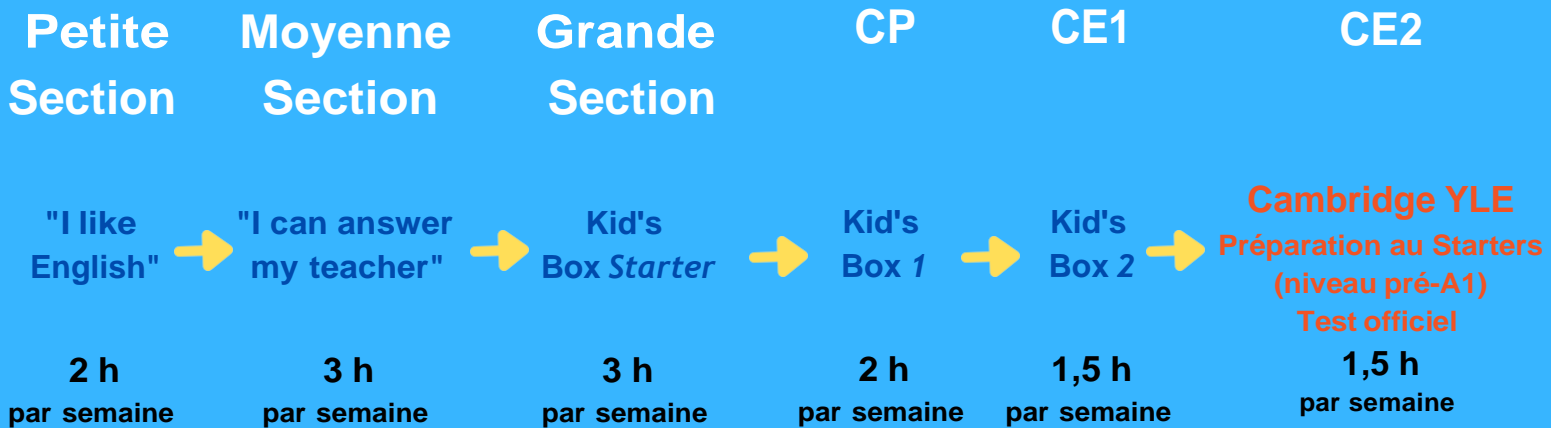 Petite Section
Moyenne Section
Grande Section
CP
CE1
CE2
"I like
English"
"I can answer
my teacher"
Kid's
Box Starter
Kid's
Box 1
Kid's
Box 2
Cambridge YLE
Préparation au Starters
(niveau pré-A1)
Test officiel
2 h
par semaine
3 h
par semaine
3 h
par semaine
2 h
par semaine
1,5 h
par semaine
1,5 h
par semaine